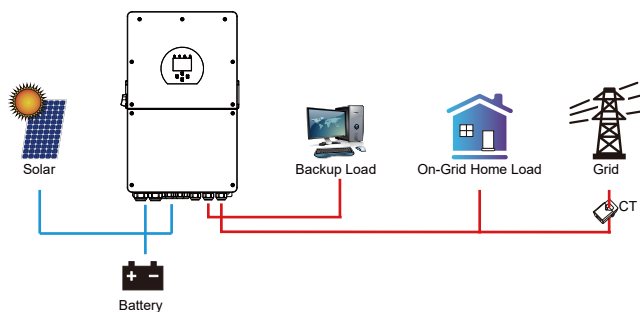 Solar
Backup Load
On-Grid Home Load
Grid
CT
Battery